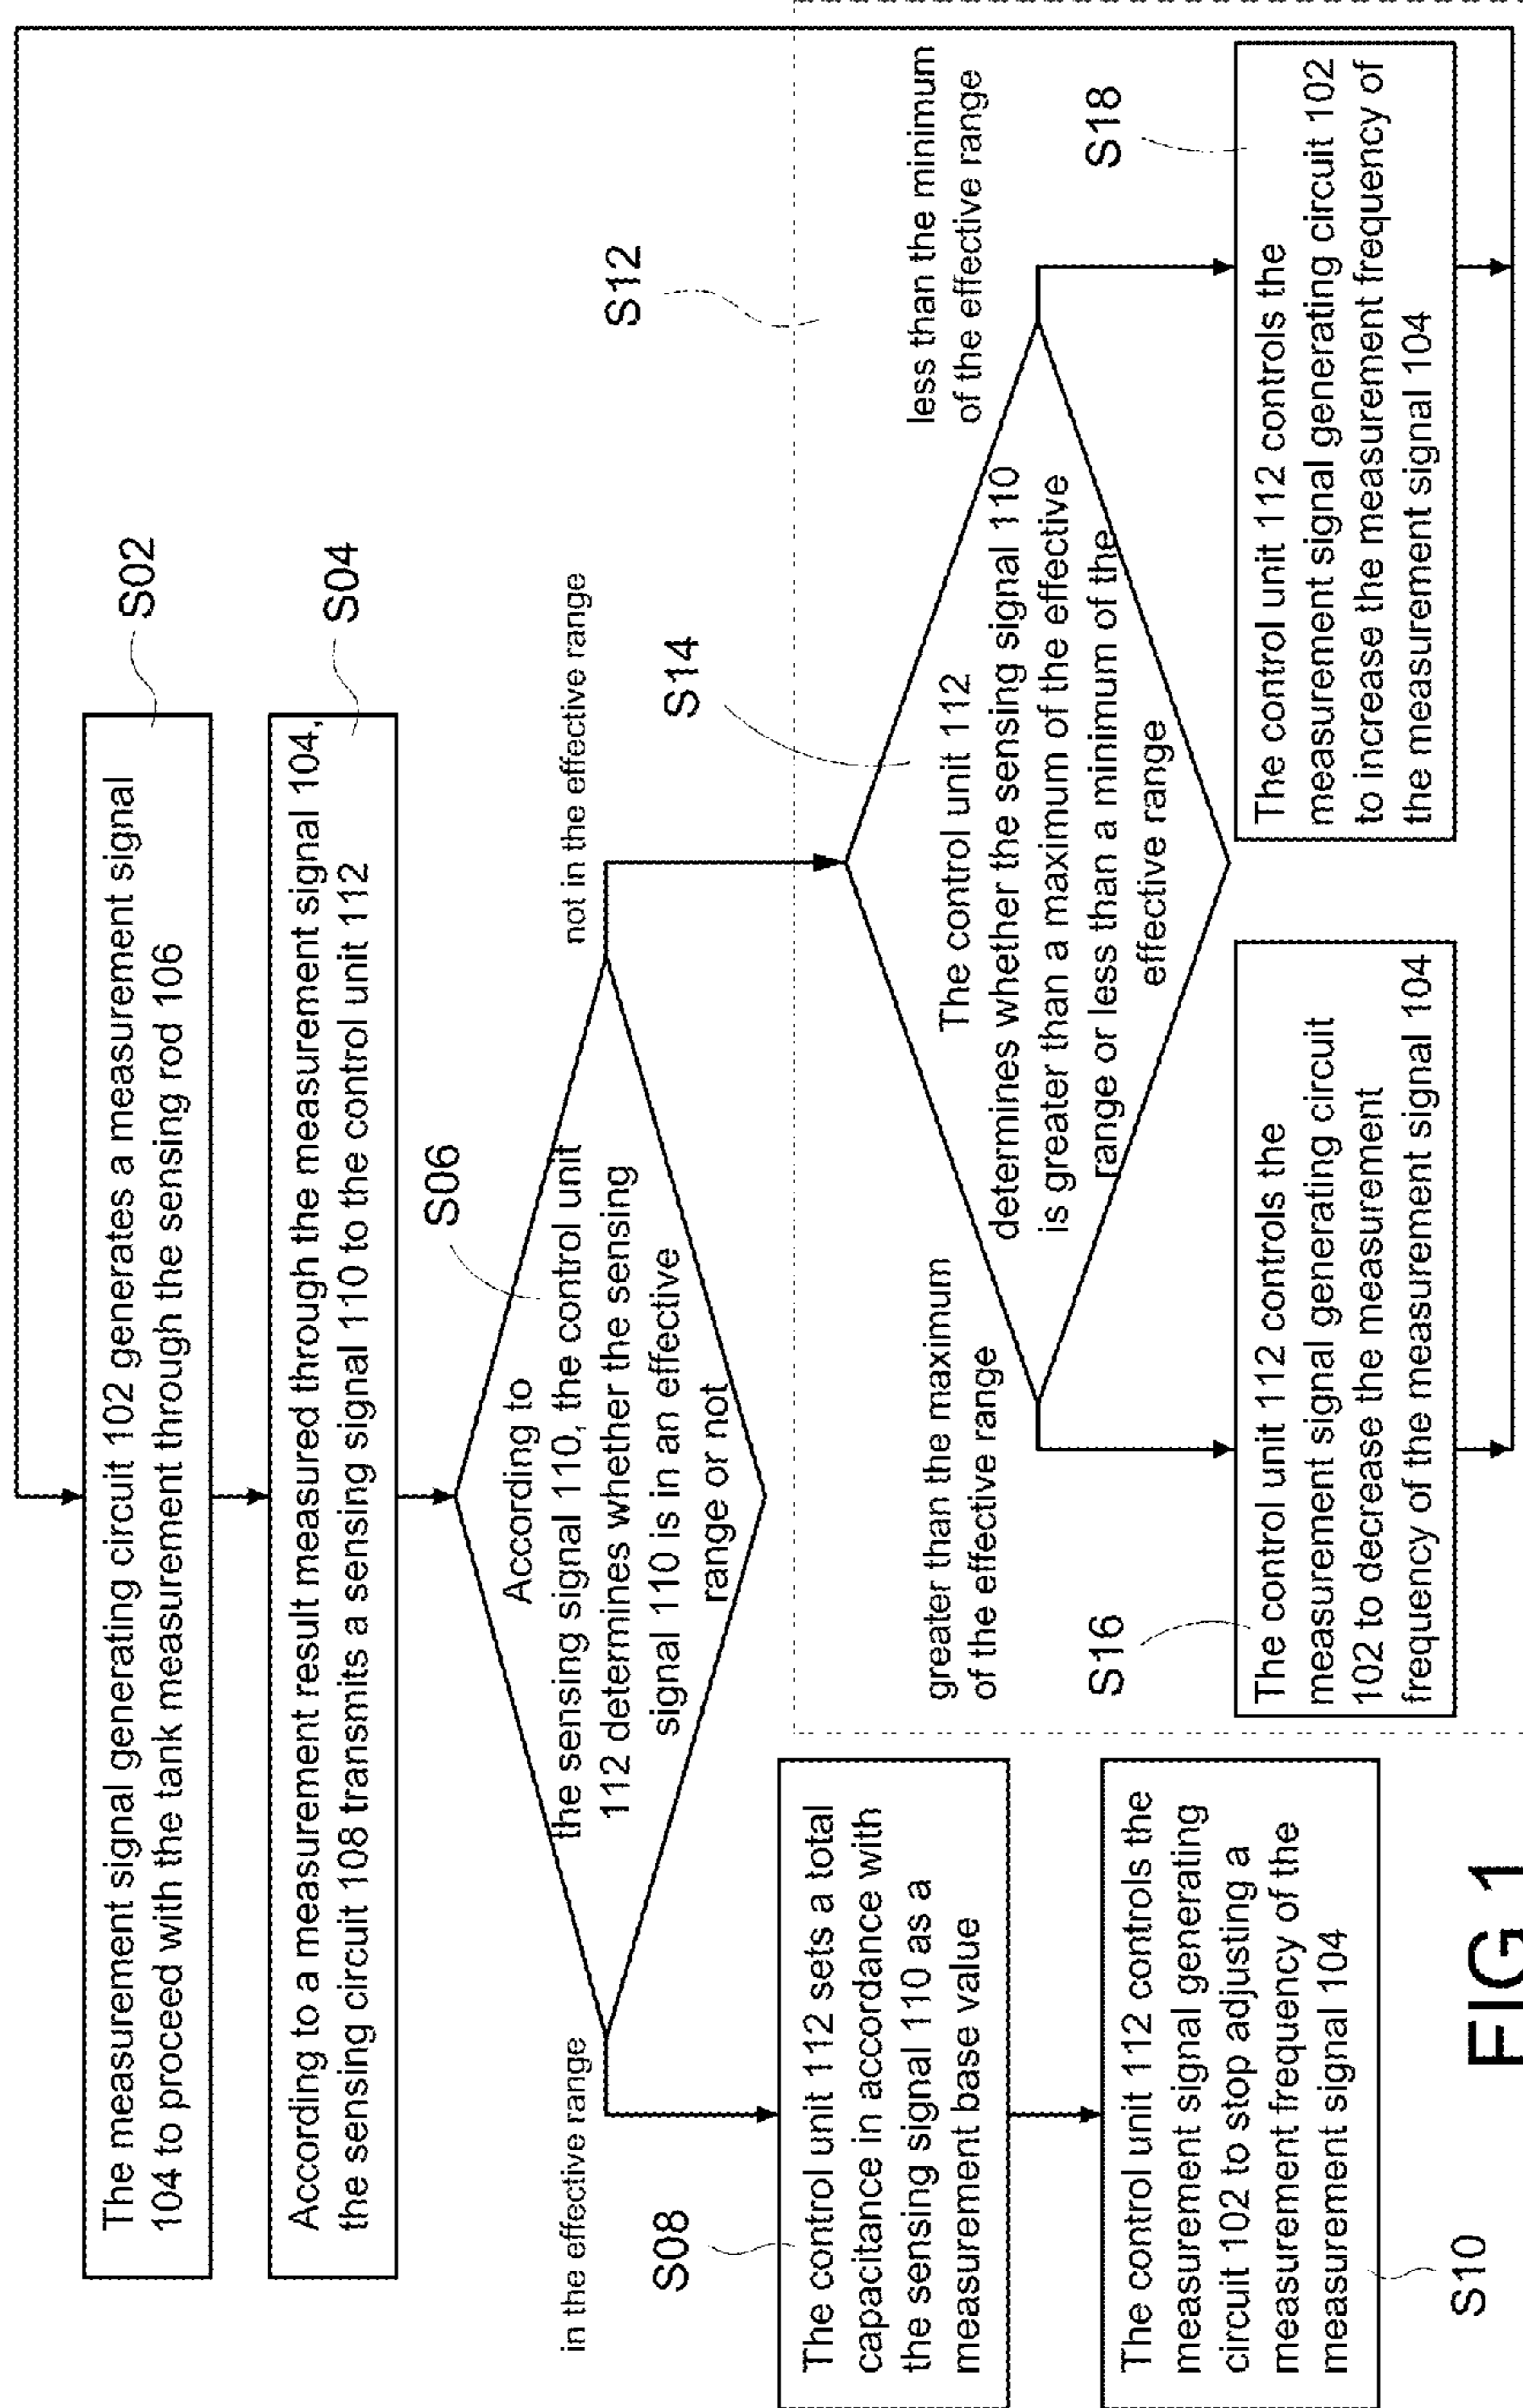 The measurement signal generating circuit 102 generates a measurement signal
104 to proceed with the tank measurement through the sensing rod 106
S02
According to a measurement result measured through the measurement signal 104,
the sensing circuit 108 transmits a sensing signal 110 to the control unit 112
S04
S06
According to
the sensing signal 110, the control unit
112 determines whether the sensing
signal 110 is in an effective
range or not
in the effective range
not in the effective range
S08
The control unit 112 sets a total
capacitance in accordance with
the sensing signal 110 as a
measurement base value
The control unit 112 controls the
measurement signal generating
circuit 102 to stop adjusting a
measurement frequency of the
measurement signal 104
S10
S12
S14
The control unit 112
determines whether the sensing signal 110
is greater than a maximum of the effective
range or less than a minimum of the
effective range
greater than the maximum
of the effective range
less than the minimum
of the effective range
S16
The control unit 112 controls the
measurement signal generating circuit
102 to decrease the measurement
frequency of the measurement signal 104
S18
The control unit 112 controls the
measurement signal generating circuit 102
to increase the measurement frequency of
the measurement signal 104
FIG.1